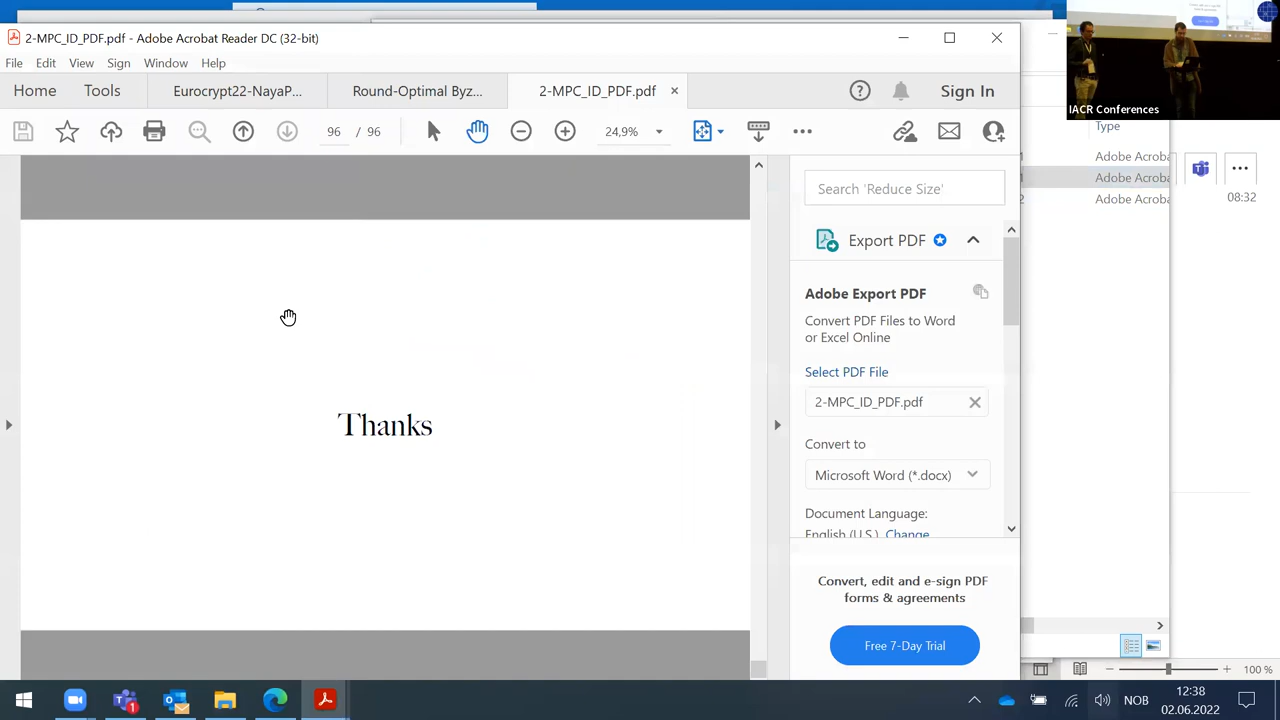 2-MPC_ID_PDF.pdf - Adobe Acrobat Reader DC (32-bit)
File Edit View Sign Window Help
Home Tools Eurocrypt22-NayaP... Round-Optimal Byz... 2-MPC_ID_PDF.pdf × Sign In
96 / 96 24,9%
Thanks
Search 'Reduce Size'
Export PDF
Adobe Export PDF
Convert PDF Files to Word
or Excel Online
Select PDF File
2-MPC_ID_PDF.pdf
Convert to
Microsoft Word (*.docx)
Document Language:
English (U.S.) Change
Convert, edit and e-sign PDF
forms & agreements
Free 7-Day Trial
IACR Conferences
Type
Adobe Acroba
Adobe Acroba
Adobe Acroba
08:32
100 %
NOB
12:38
02.06.2022